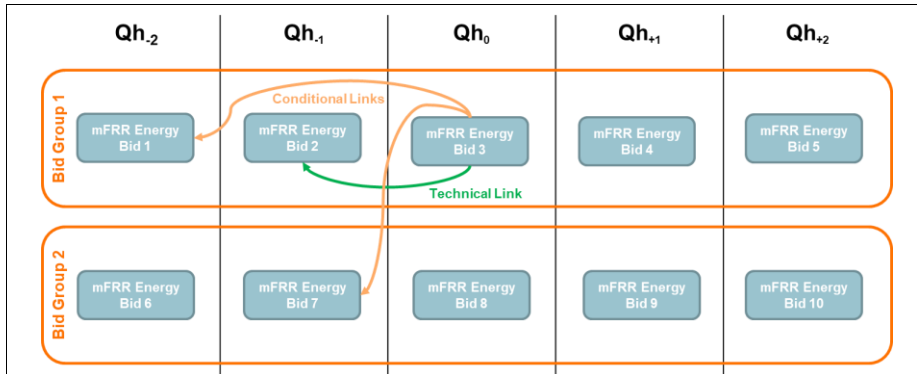 Qh-2 Qh-1 Qh0 Qh+1 Qh+2
Bid Group 1
Conditional Links
mFRR Energy
Bid 1
mFRR Energy
Bid 2
mFRR Energy
Bid 3
mFRR Energy
Bid 4
mFRR Energy
Bid 5
Technical Link
Bid Group 2
mFRR Energy
Bid 6
mFRR Energy
Bid 7
mFRR Energy
Bid 8
mFRR Energy
Bid 9
mFRR Energy
Bid 10